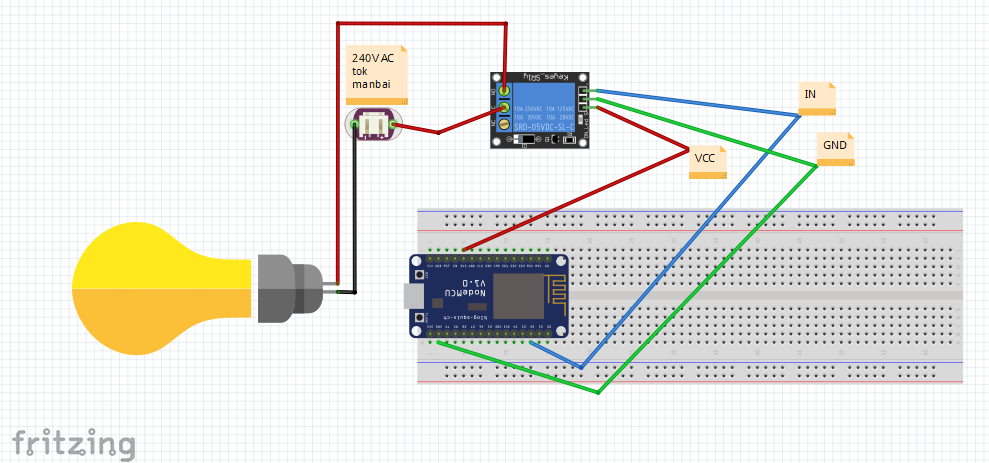 240VAC
tok
manbai
Keyes_SRly
10A 250VAC 10A 125VAC
10A 30VDC 10A 28VDC
SRD-05VDC-SL-C
IN
GND
VCC
NodeMCU
V1.0
blog.squix.ch
fritzing